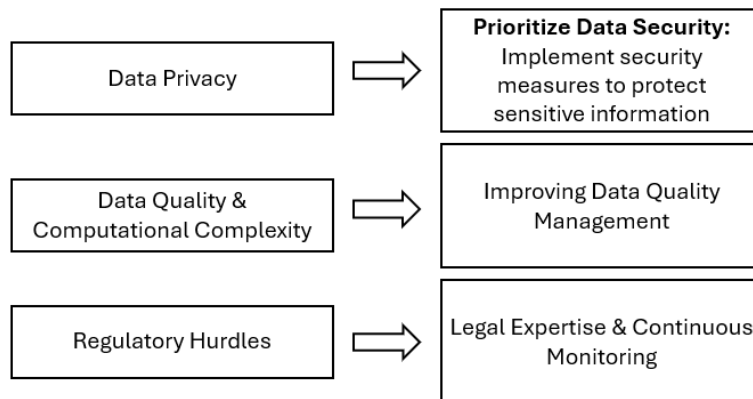 Data Privacy
Prioritize Data Security:
Implement security
measures to protect
sensitive information
Data Quality &
Computational Complexity
Improving Data Quality
Management
Regulatory Hurdles
Legal Expertise & Continuous
Monitoring